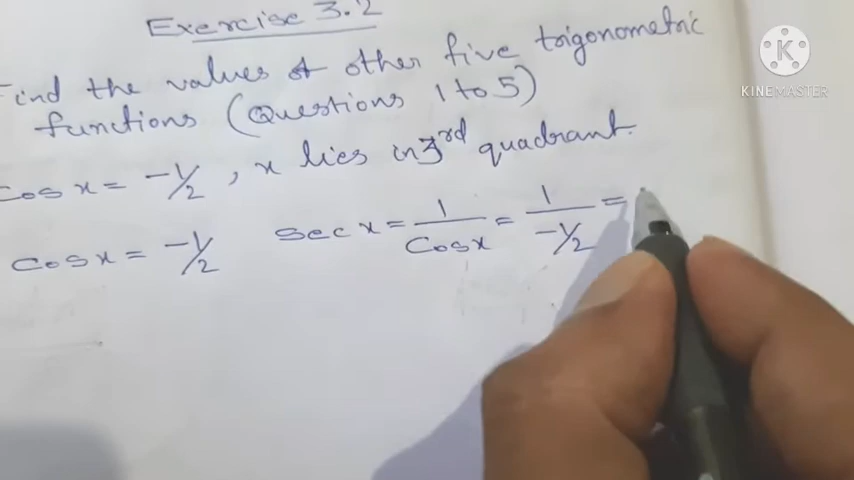 Exercise 3.2
Find the values of other five trigonometric
functions (Questions 1 to 5)
Cos x = -1/2, x lies in 3rd quadrant.
Cos x = -1/2 sec x = 1/Cos x = 1/-1/2 =
K
KINEMASTER